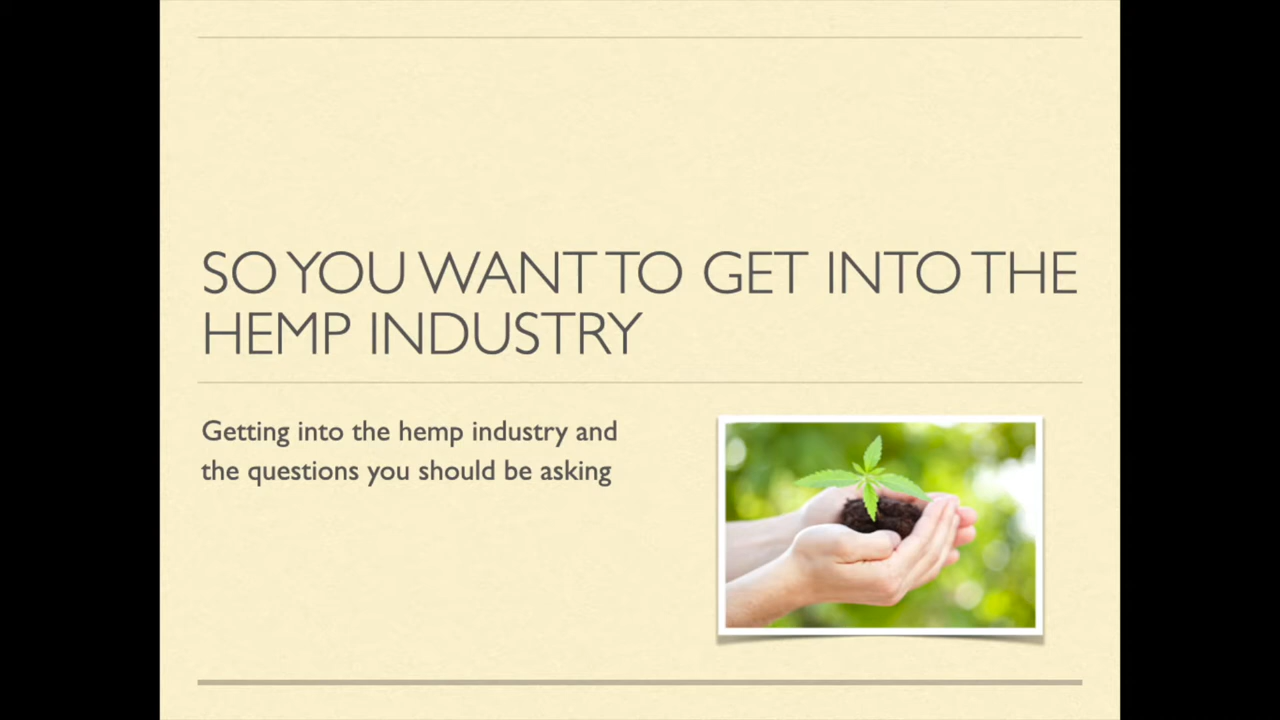 SO YOU WANT TO GET INTO THE
HEMP INDUSTRY
Getting into the hemp industry and
the questions you should be asking